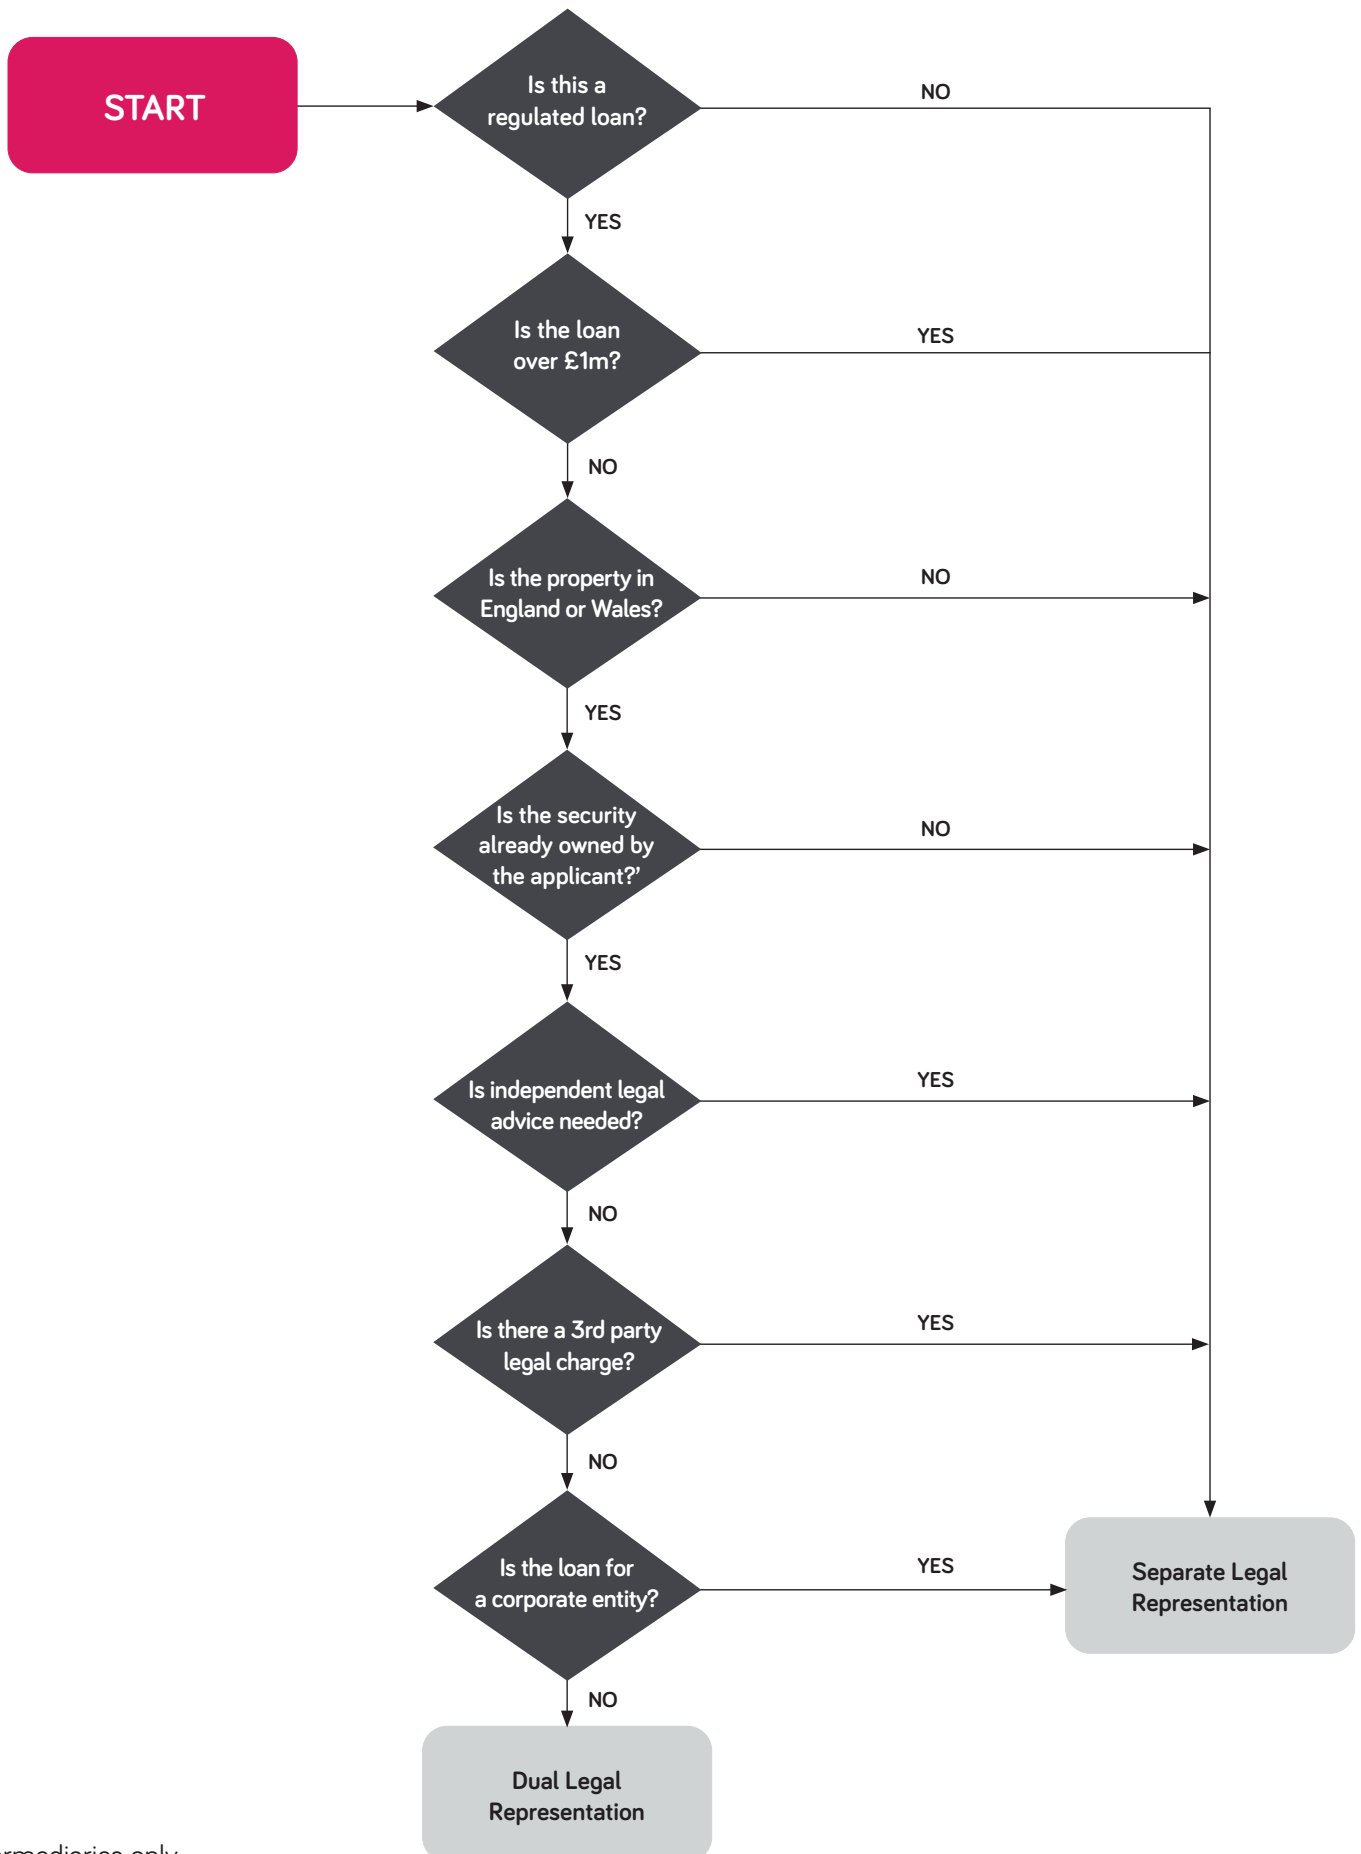 START
Is this a
regulated loan?
NO
YES
Is the loan
over £1m?
YES
NO
Is the property in
England or Wales?
NO
YES
Is the security
already owned by
the applicant?’
NO
YES
Is independent legal
advice needed?
YES
NO
Is there a 3rd party
legal charge?
YES
NO
Is the loan for
a corporate entity?
YES
Separate Legal
Representation
NO
Dual Legal
Representation
only